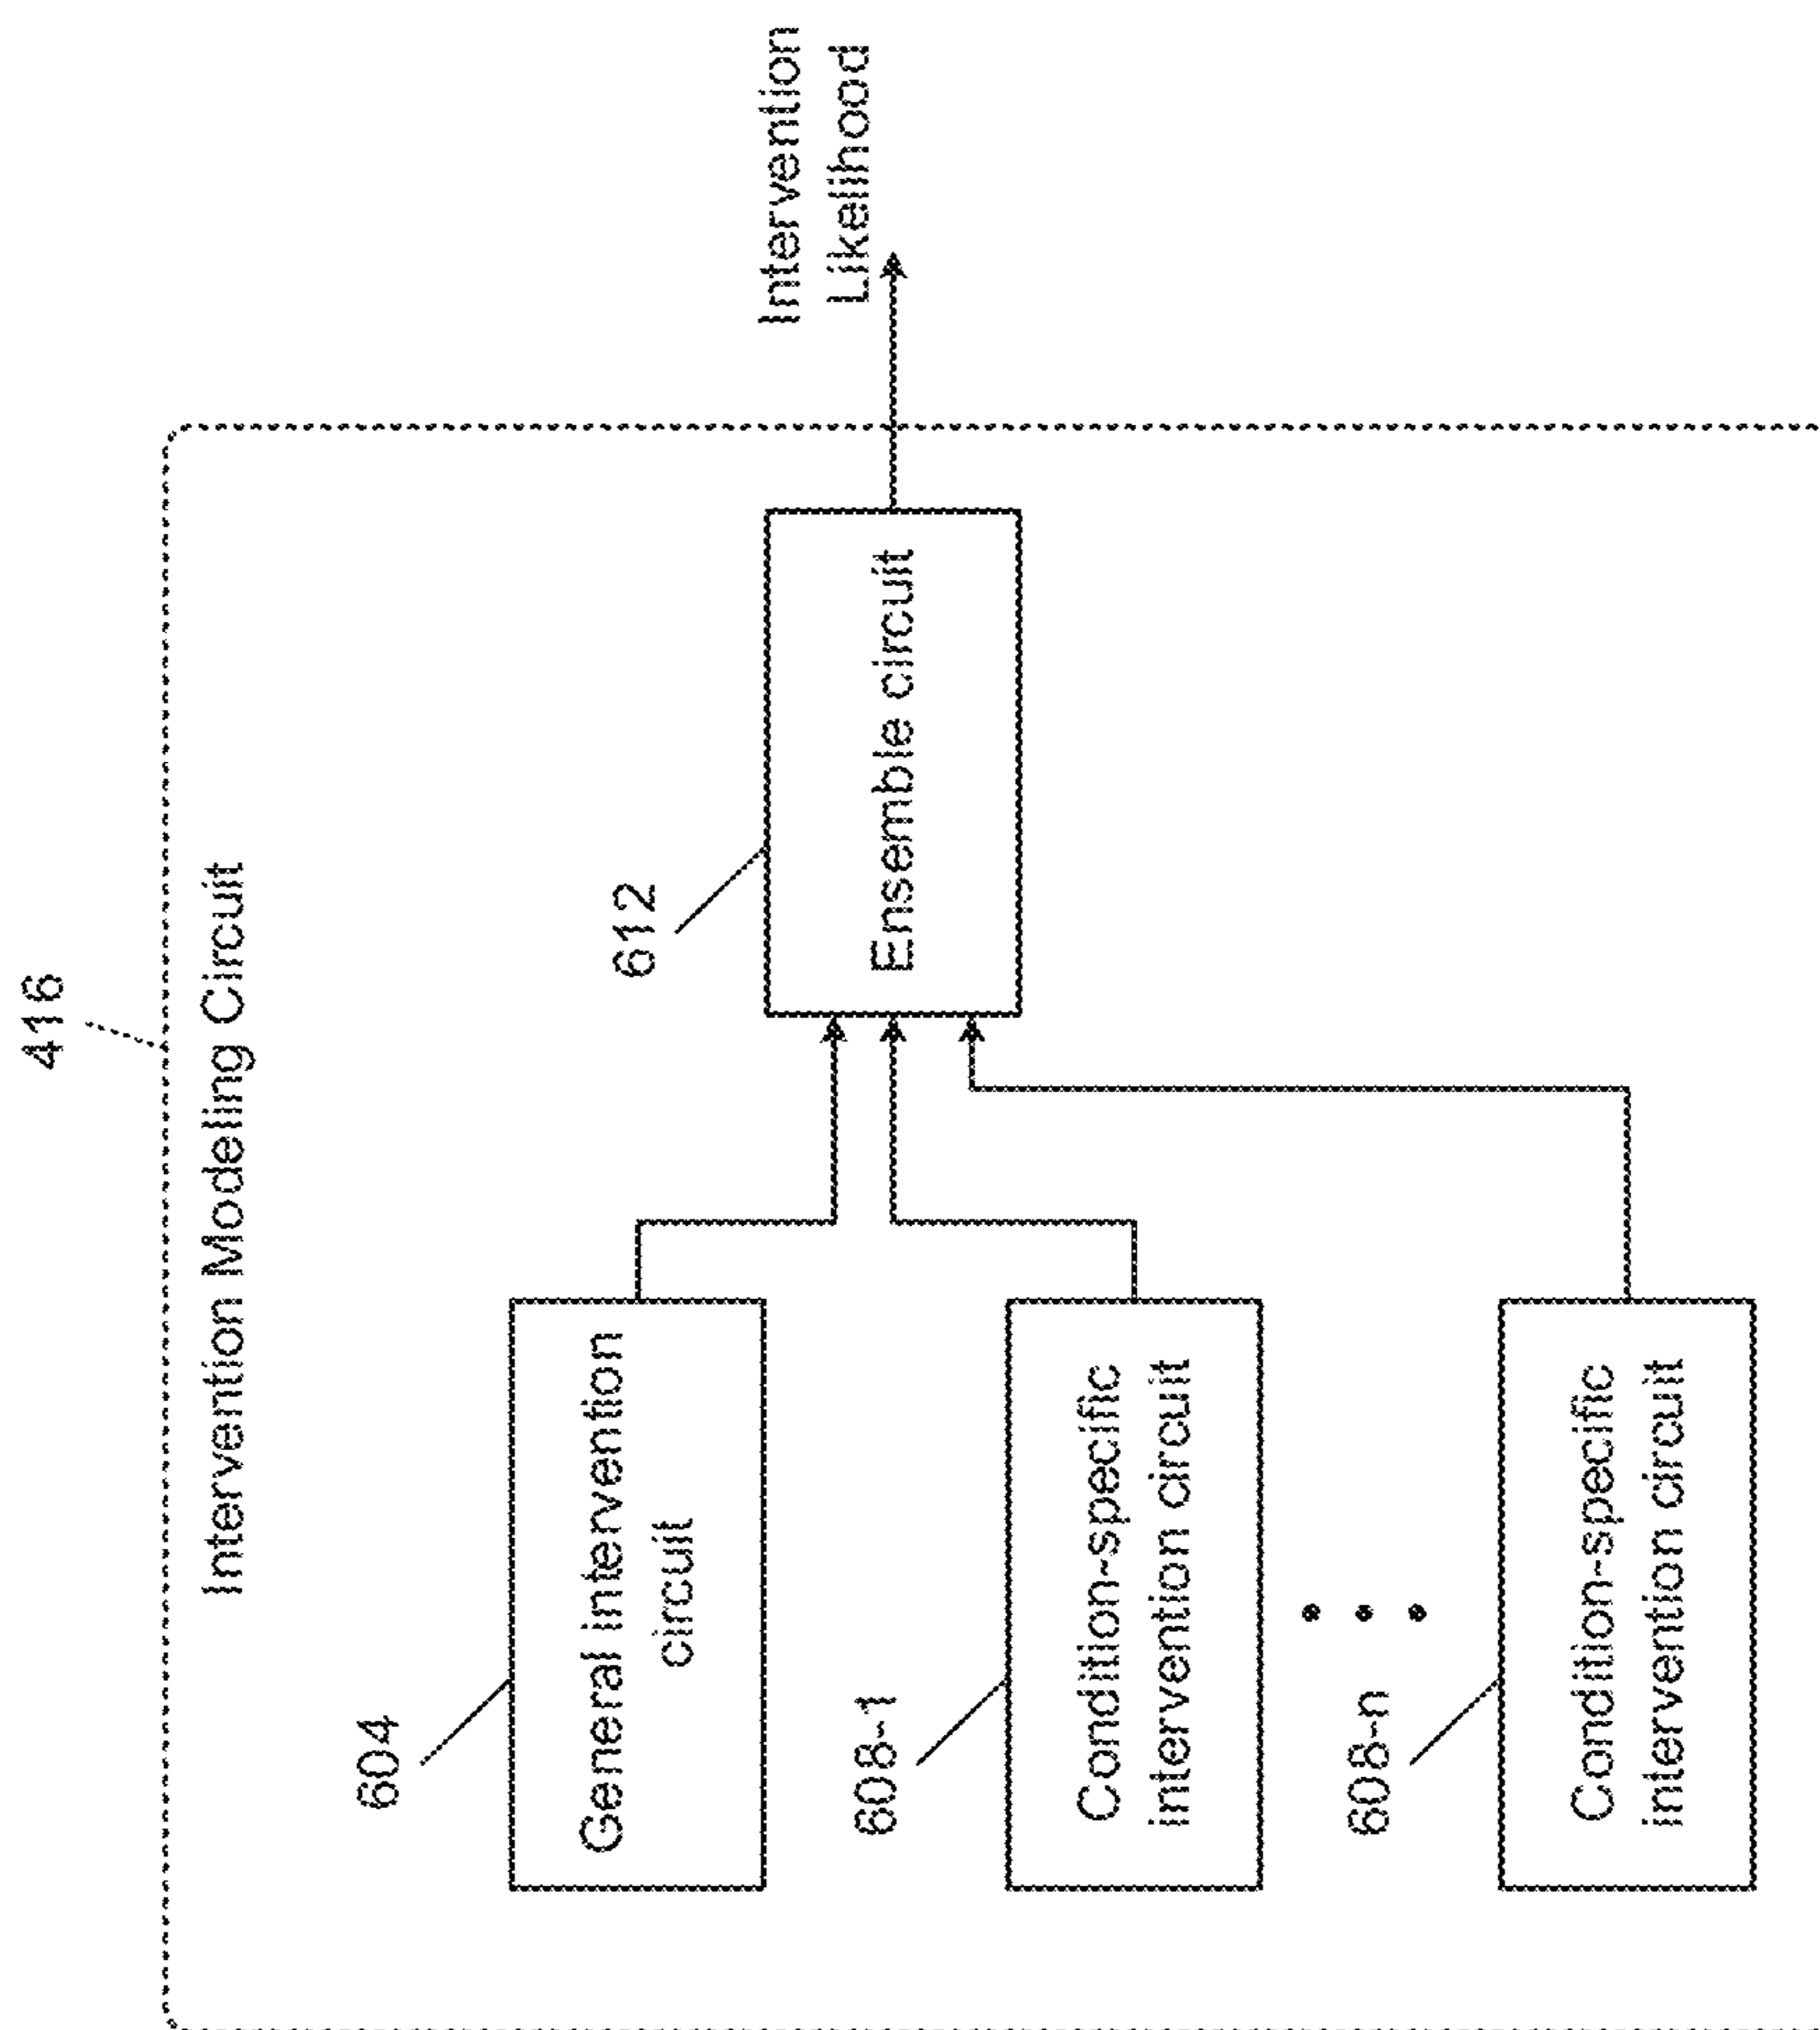 416
Intervention Modeling Circuit
604
General intervention
circuit
608-1
Condition-specific
intervention circuit
608-n
Condition-specific
intervention circuit
612
Ensemble circuit
Intervention
Likelihood